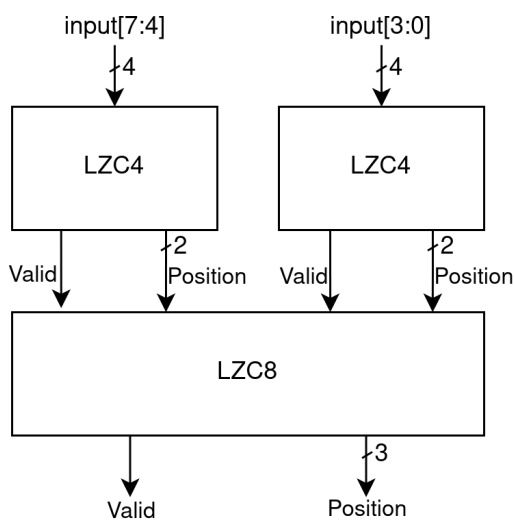 input[7:4] input[3:0]
4 4
LZC4 LZC4
2 2
Valid Position Valid Position
LZC8
3
Valid Position